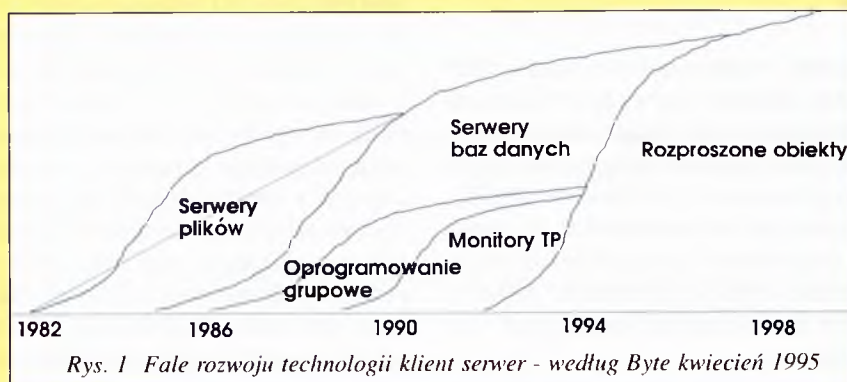 Serwery
plików
Serwery
baz danych
Rozproszone obiekty
Oprogramowanie
grupowe
Monitory TP
1982 1986 1990 1994 1998
Rys. 1 Fale rozwoju technologii klient serwer - według Byte kwiecień 1995